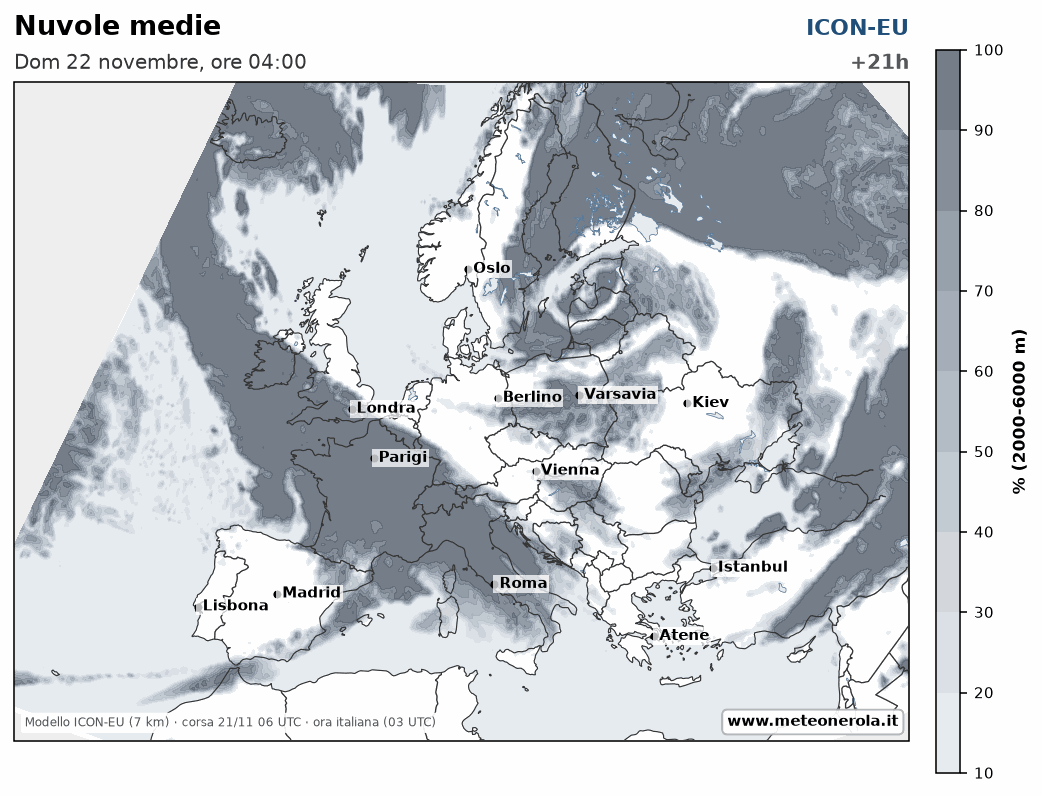 Nuvole medie
ICON-EU
Dom 22 novembre, ore 04:00
+21h
100
90
80
70
60
50
40
30
20
10
% (2000-6000 m)
Oslo
Londra
Berlino
Varsavia
Kiev
Parigi
Vienna
Madrid
Lisbona
Roma
Istanbul
Atene
Modello ICON-EU (7 km) · corsa 21/11 06 UTC · ora italiana (03 UTC)
www.meteonerola.it